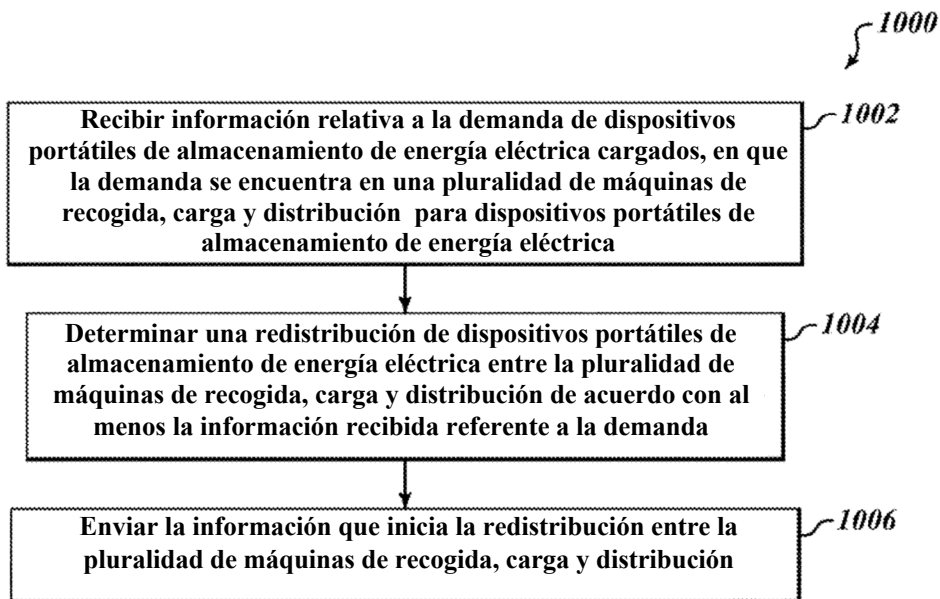 1000
Recibir información relativa a la demanda de dispositivos
portátiles de almacenamiento de energía eléctrica cargados, en que
la demanda se encuentra en una pluralidad de máquinas de
recogida, carga y distribución para dispositivos portátiles de
almacenamiento de energía eléctrica
1002
Determinar una redistribución de dispositivos portátiles de
almacenamiento de energía eléctrica entre la pluralidad de
máquinas de recogida, carga y distribución de acuerdo con al
menos la información recibida referente a la demanda
1004
Enviar la información que inicia la redistribución entre la
pluralidad de máquinas de recogida, carga y distribución
1006